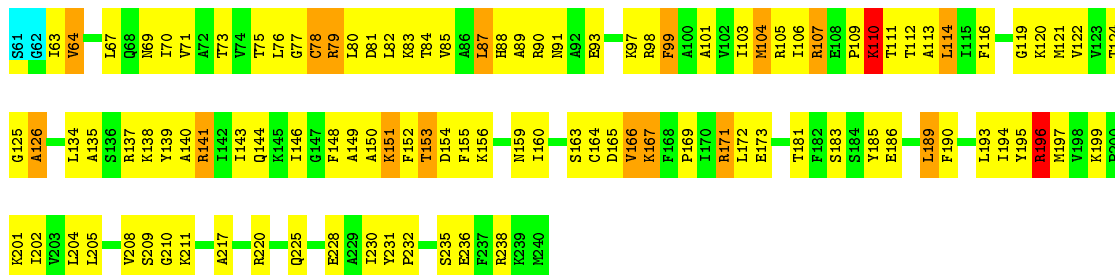 S61 G62 I63 V64 L67 Q68 N69 I70 V71 A72 T73 V74 T75 L76 G77 C78 R79 L80 D81 L82 K83 T84 V85 A86 L87 H88 A89 R90 N91 A92 E93 K97 R98 F99 A100 A101 V102 I103 M104 R105 I106 R107 E108 P109 K110 T111 T112 A113 L114 I115 F116 G119 K120 M121 V122 V123 T124
G125 A126 L134 A135 S136 R137 K138 Y139 A140 R141 I142 I143 Q144 K145 I146 G147 F148 A149 A150 K151 F152 T153 D154 F155 K156 N159 I160 S163 C164 D165 V166 K167 F168 P169 I170 R171 L172 E173 T181 F182 S183 S184 Y185 E186 L189 F190 L193 I194 Y195 R196 M197 V198 K199 P200
K201 I202 V203 L204 L205 V208 S209 G210 K211 A217 R220 Q225 E228 A229 I230 Y231 P232 S235 E236 F237 R238 K239 M240